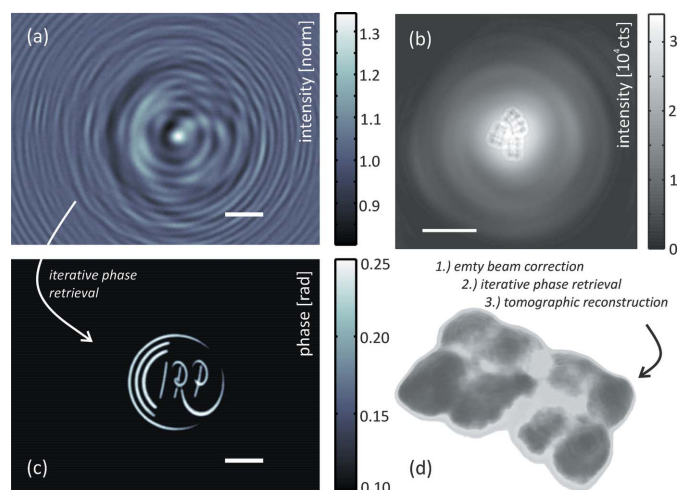 (a)
intensity [norm]
1.3
1.2
1.1
1.0
0.9
(b)
intensity [10⁴cts]
3
2
1
0
iterative phase
retrieval
1.) emty beam correction
2.) iterative phase retrieval
3.) tomographic reconstruction
IRP
(c)
phase [rad]
0.25
0.20
0.15
0.10
(d)